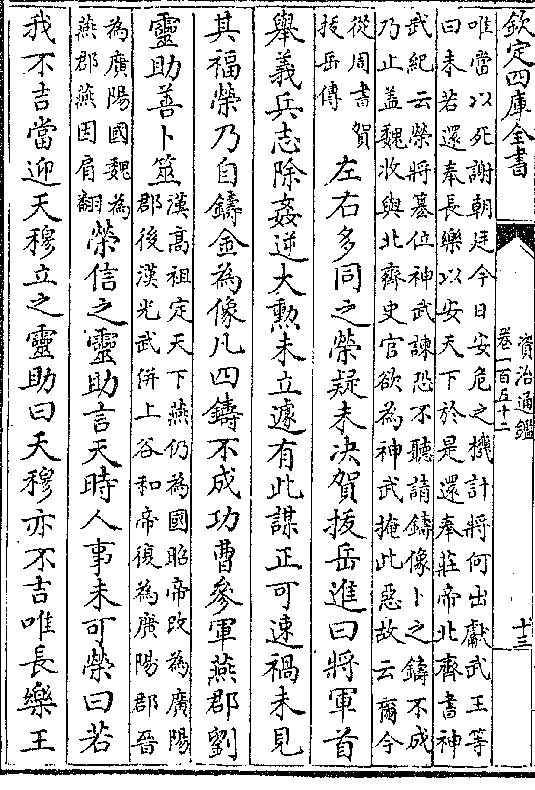 欽定四庫全書
資治通鑑
卷一百五十二
十三
唯當以死謝朝廷今日安危之機計將何出獻武王等
曰未若還奉長樂以安天下於是還奉莊帝北齊書神
武紀云榮將篡位神武諫恐不聽請鑄像卜之鑄不成
乃止蓋魏收與北齊史官欲為神武掩此惡故云爾今
從周書賀
拔岳傳
左右多同之榮疑未決賀拔岳進曰將軍首
舉義兵志除姦逆大勲未立遽有此謀正可速禍未見
其福榮乃自鑄金為像凡四鑄不成功曹參軍燕郡劉
靈助善卜筮
漢高祖定天下燕仍為國昭帝改為廣陽
郡後漢光武併上谷和帝復為廣陽郡晉
為廣陽國魏為
燕郡燕因肩翻
榮信之靈助言天時人事未可榮曰若
我不吉當迎天穆立之靈助曰天穆亦不吉唯長樂王